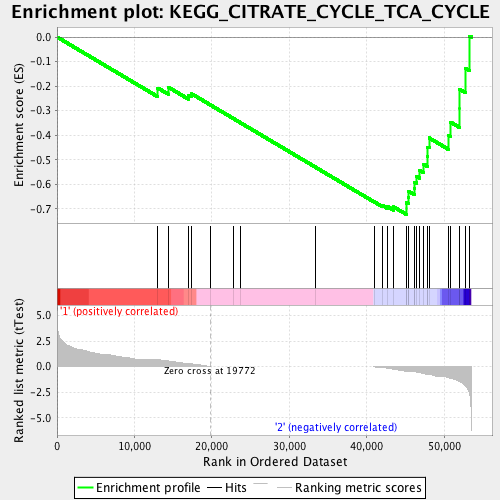 Enrichment plot: KEGG_CITRATE_CYCLE_TCA_CYCLE
Enrichment score (ES)
0.0
-0.1
-0.2
-0.3
-0.4
-0.5
-0.6
-0.7
'1' (positively correlated)
Ranked list metric (tTest)
5.0
2.5
0.0
-2.5
-5.0
Zero cross at 19772
'2' (negatively correlated)
0
10,000
20,000
30,000
40,000
50,000
Rank in Ordered Dataset
Enrichment profile
Hits
Ranking metric scores